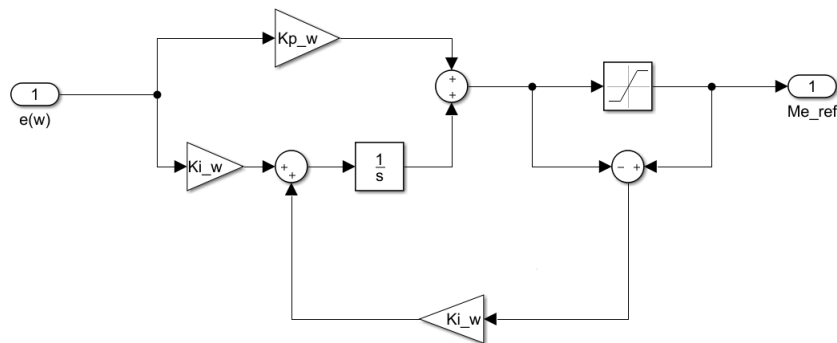 Kp_w
+
+
1
e(w)
1
Me_ref
Ki_w
+
+
1
s
- +
Ki_w